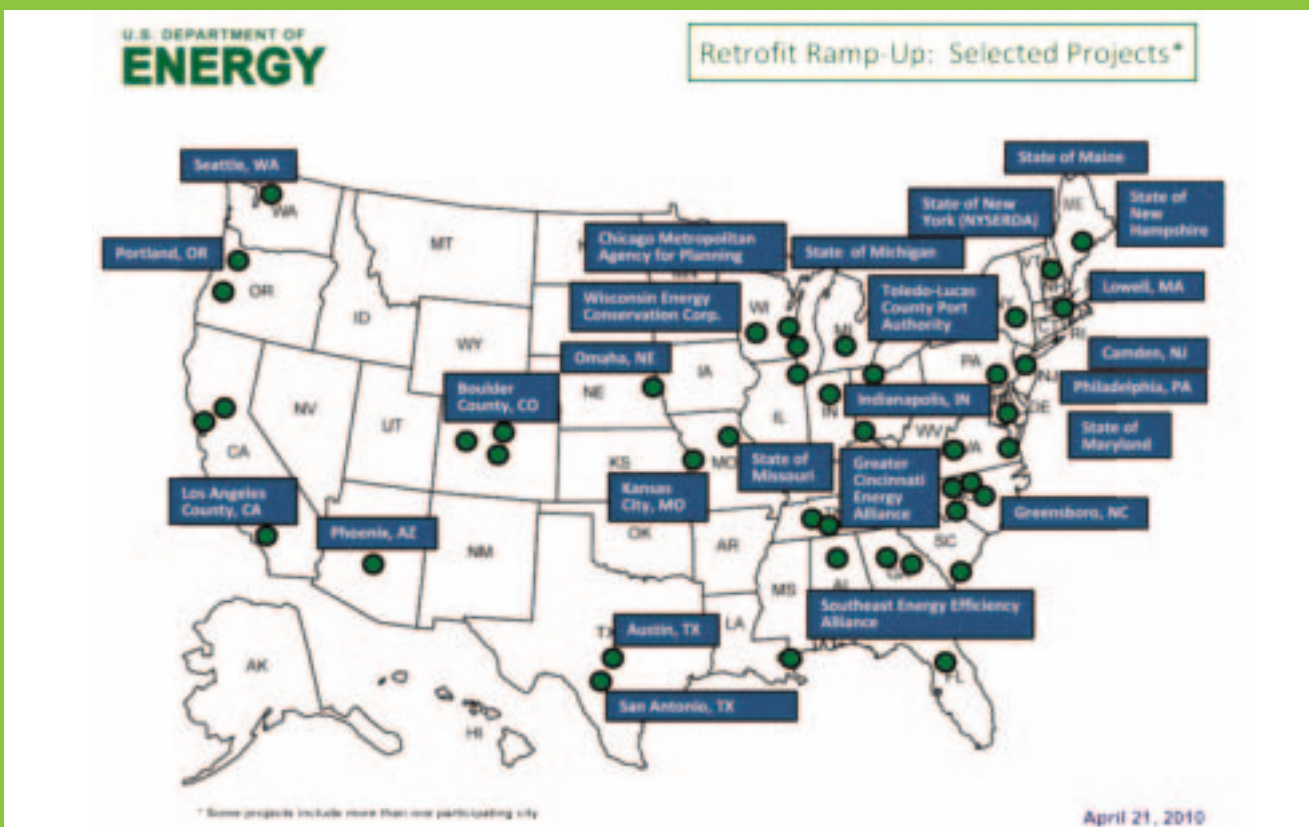 U.S. DEPARTMENT OF
ENERGY
Retrofit Ramp-Up: Selected Projects*
Seattle, WA
State of Maine
State of New
York (NYSERDA)
State of
New
Hampshire
Portland, OR
Chicago Metropolitan
Agency for Planning
State of Michigan
Wisconsin Energy
Conservation Corp.
Toledo-Lucas
County Port
Authority
Lowell, MA
Omaha, NE
Camden, NJ
Boulder
County, CO
Indianapolis, IN
Philadelphia, PA
State of
Maryland
Los Angeles
County, CA
Kansas
City, MO
State of
Missouri
Greater
Cincinnati
Energy
Alliance
Greensboro, NC
Phoenix, AZ
Southeast Energy Efficiency
Alliance
Austin, TX
San Antonio, TX
WA
MT
ME
OR
ID
WY
WI
MI
VT
CT
RI
PA
NJ
DE
NV
UT
CA
NE
IA
IL
IN
WV
KS
MO
OK
AR
NM
MS
LA
SC
FL
AK
HI
* Some projects include more than one participating city
April 21, 2010